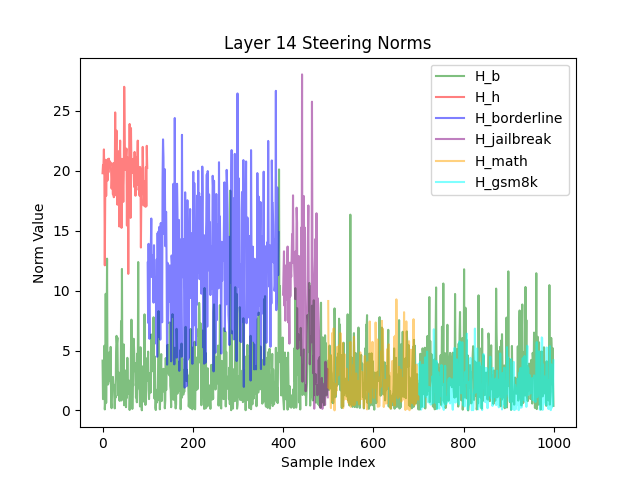 Layer 14 Steering Norms
H_b
H_h
H_borderline
H_jailbreak
H_math
H_gsm8k
25
20
15
10
5
0
Norm Value
0
200
400
600
800
1000
Sample Index